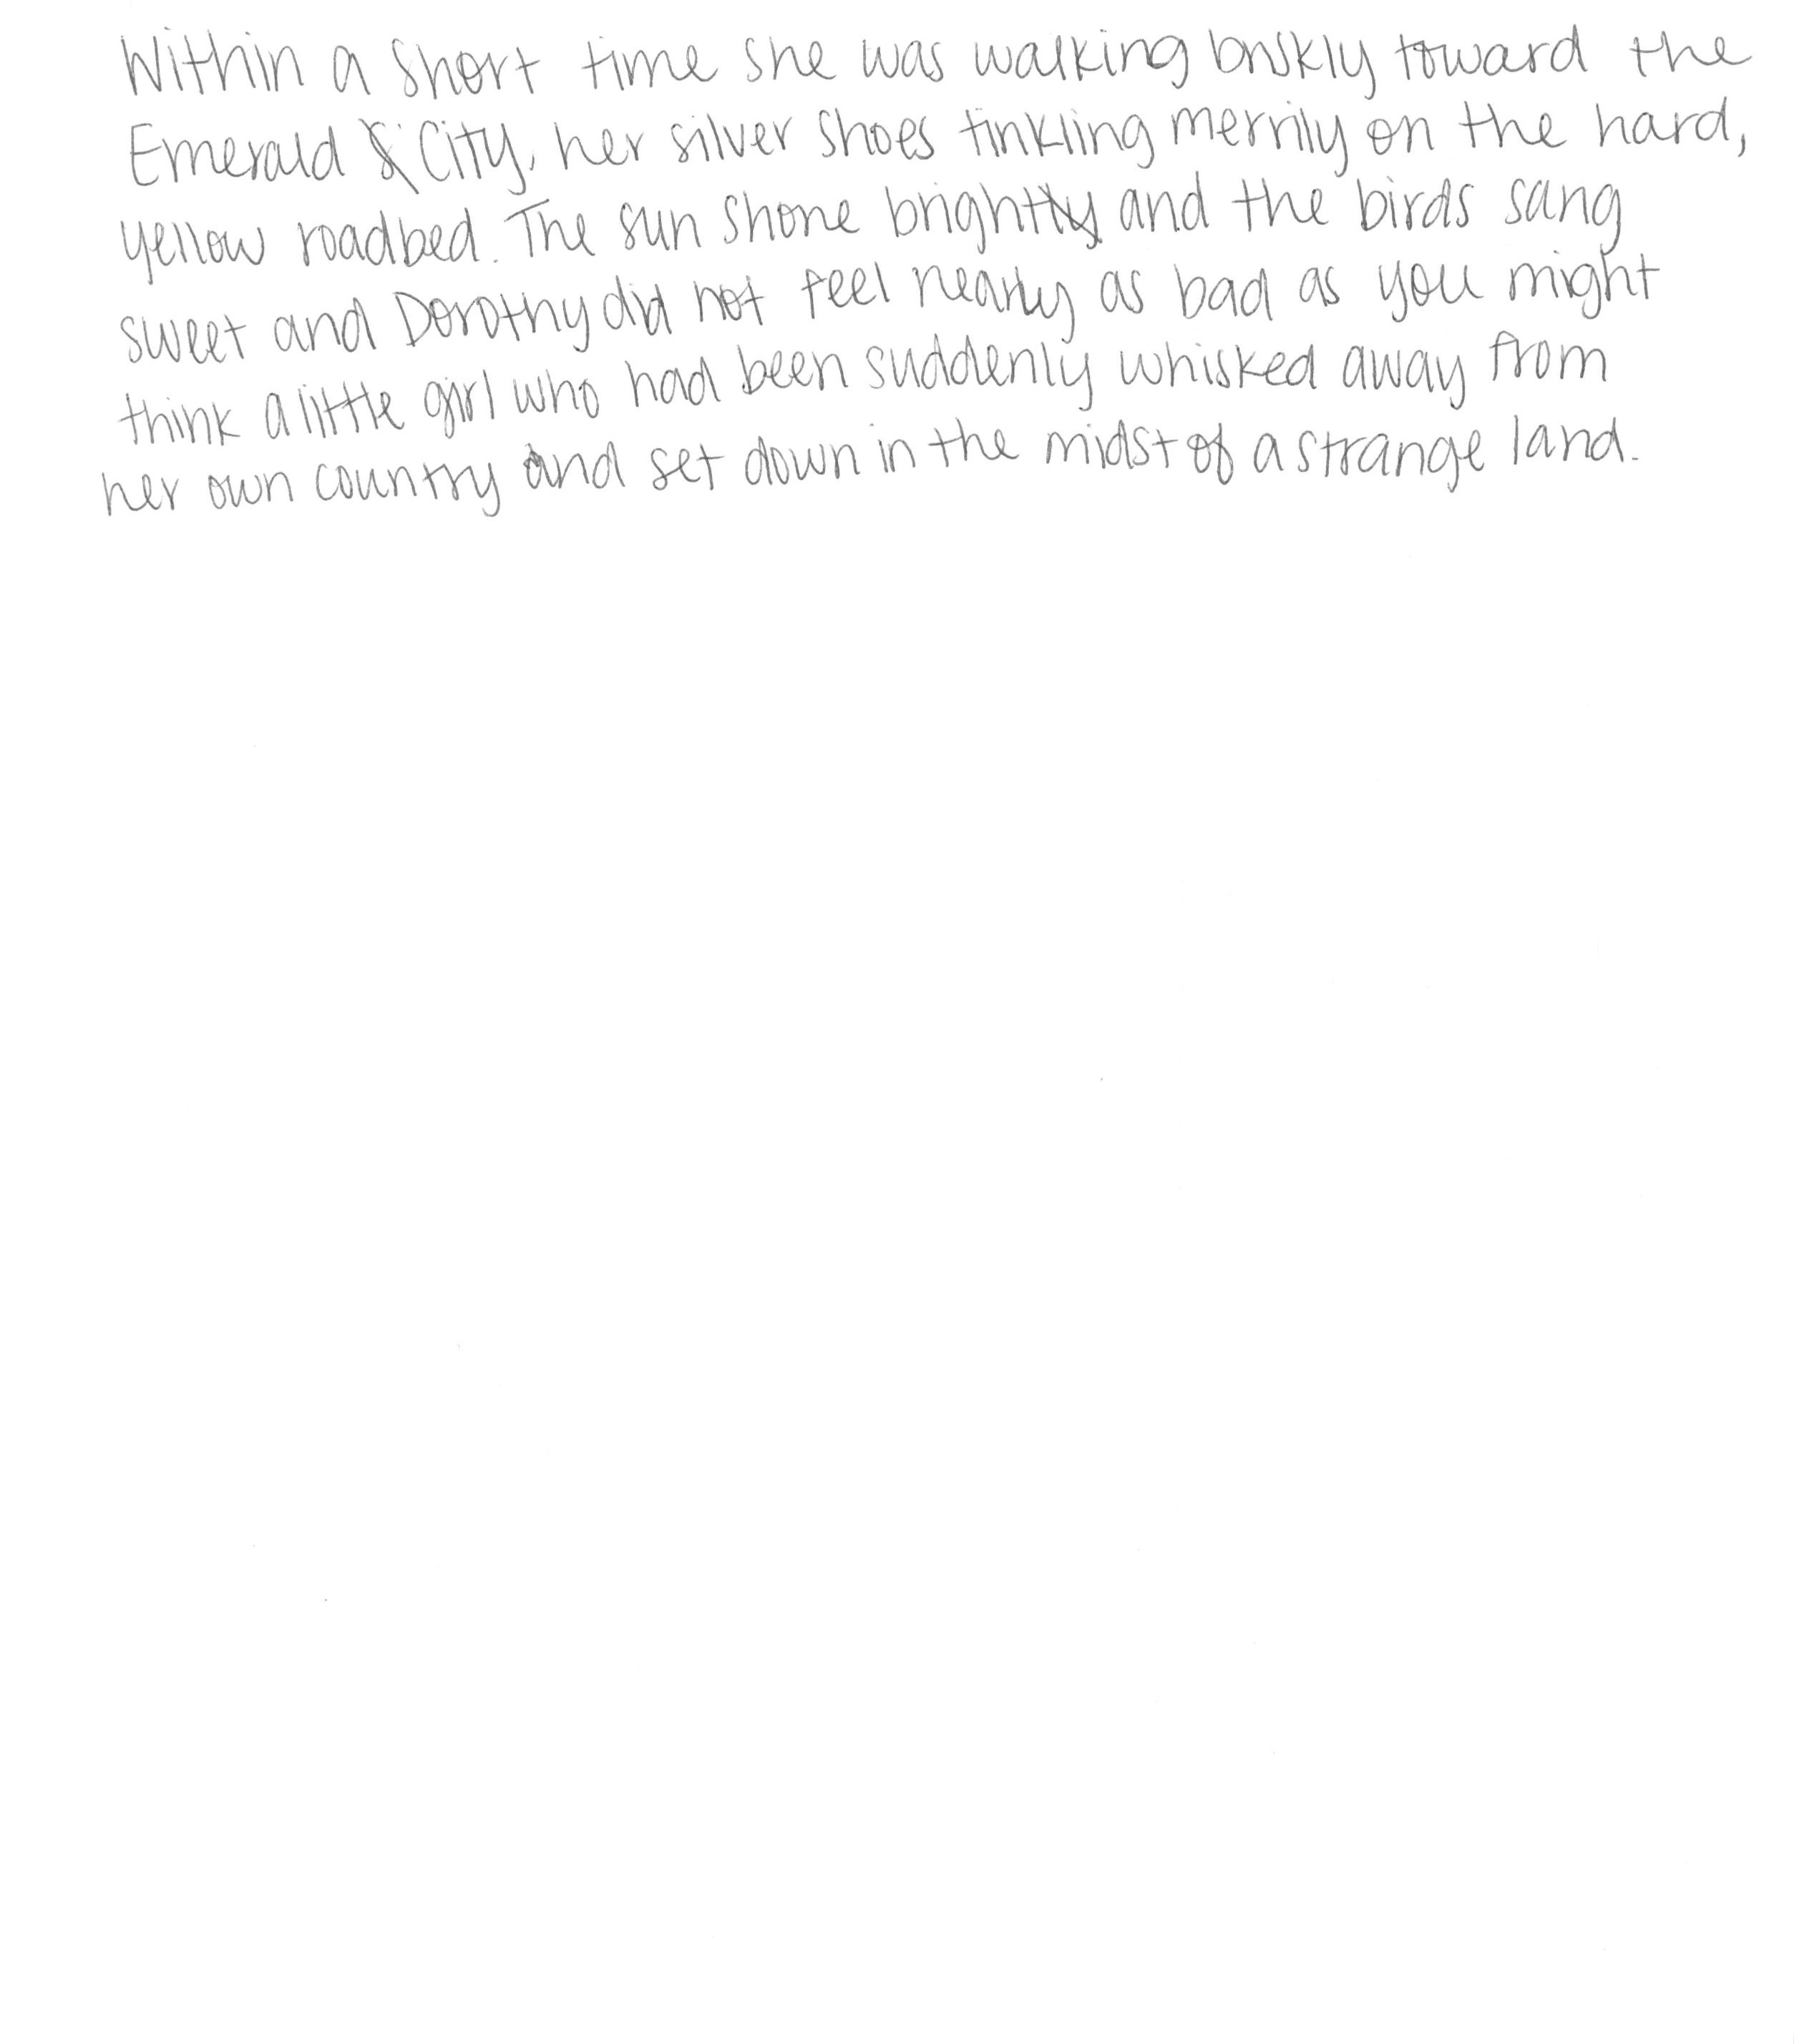 Within a short time she was walking briskly toward the
Emerald City, her silver shoes tinkling merrily on the hard,
yellow roadbed. The sun shone brightly and the birds sang
sweet and Dorothy did not feel nearly as bad as you might
think a little girl who had been suddenly whisked away from
her own country and set down in the midst of a strange land.